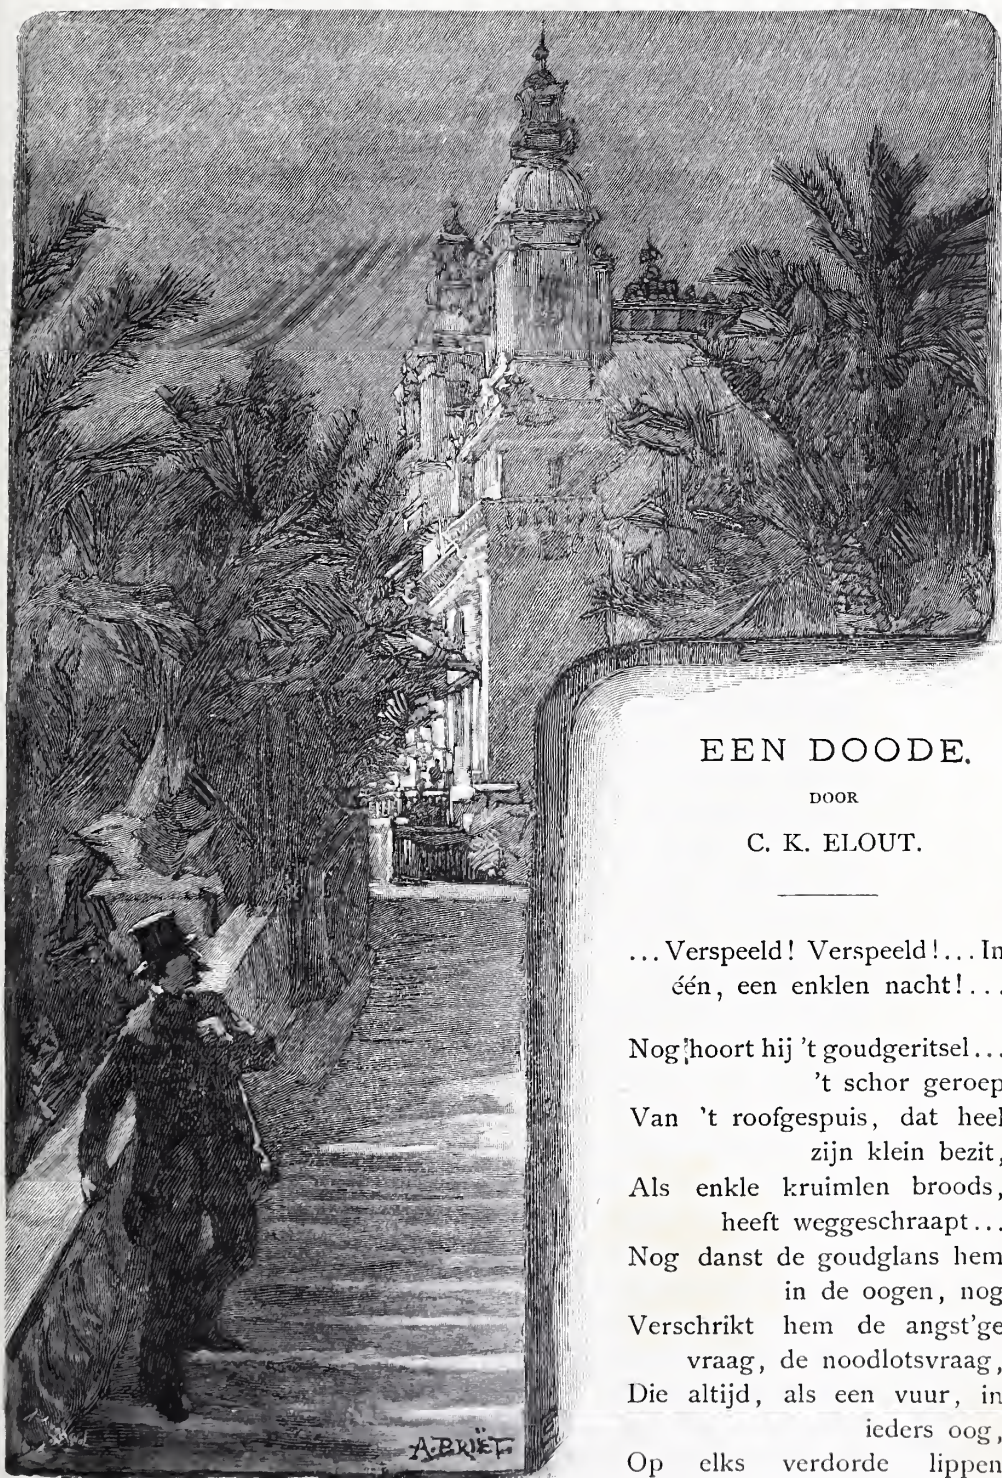 EEN DOODE.
DOOR
C. K. ELOUT.
...Verspeeld! Verspeeld!...In
één, een enklen nacht!...
Nog hoort hij 't goudgeritsel...
't schor geroep
Van 't roofgespuis, dat heel
zijn klein bezit,
Als enkle kruimlen broods,
heeft weggeschraapt...
Nog danst de goudglans hem
in de oogen, nog
Verschrikt hem de angst'ge
vraag, de noodlotsvraag,
Die altijd, als een vuur, in
ieders oog,
Op elks verdorde lippen
A. BRIËT.